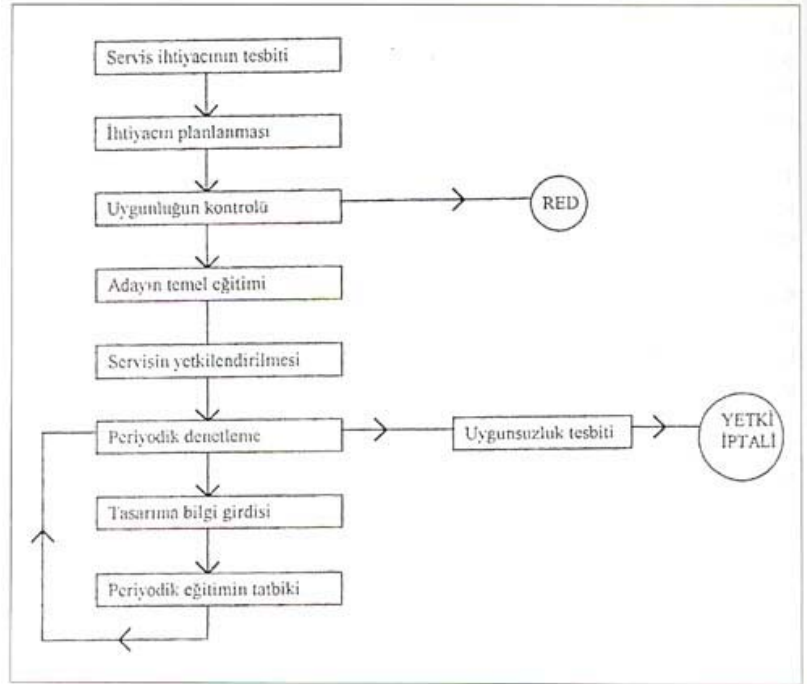 Servis ihtiyacının tesbiti
İhtiyacın planlanması
Uygunluğun kontrolü
RED
Adayın temel eğitimi
Servisin yetkilendirilmesi
Periyodik denetleme
Uygunsuzluk tesbiti
YETKİ
İPTALİ
Tasarıma bilgi girdisi
Periyodik eğitimin tatbiki